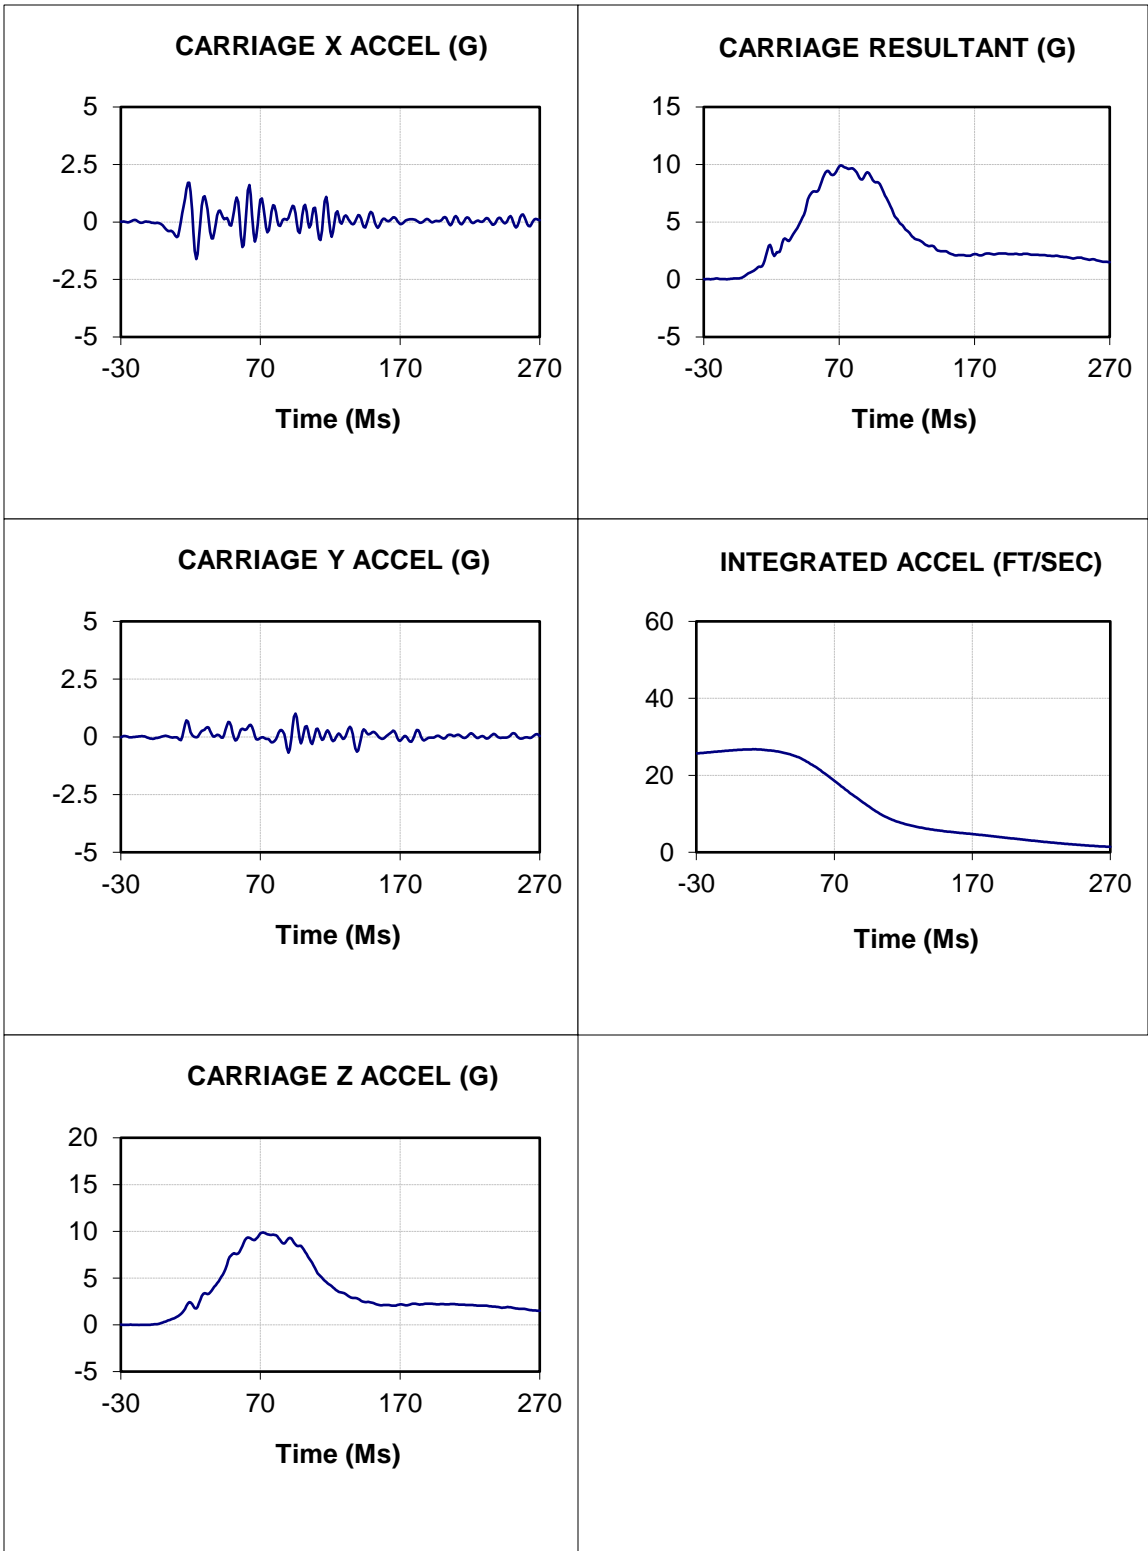 CARRIAGE X ACCEL (G)
5
2.5
0
-2.5
-5
-30 70 170 270
Time (Ms)
CARRIAGE RESULTANT (G)
15
10
5
0
-5
-30 70 170 270
Time (Ms)
CARRIAGE Y ACCEL (G)
5
2.5
0
-2.5
-5
-30 70 170 270
Time (Ms)
INTEGRATED ACCEL (FT/SEC)
60
40
20
0
-30 70 170 270
Time (Ms)
CARRIAGE Z ACCEL (G)
20
15
10
5
0
-5
-30 70 170 270
Time (Ms)